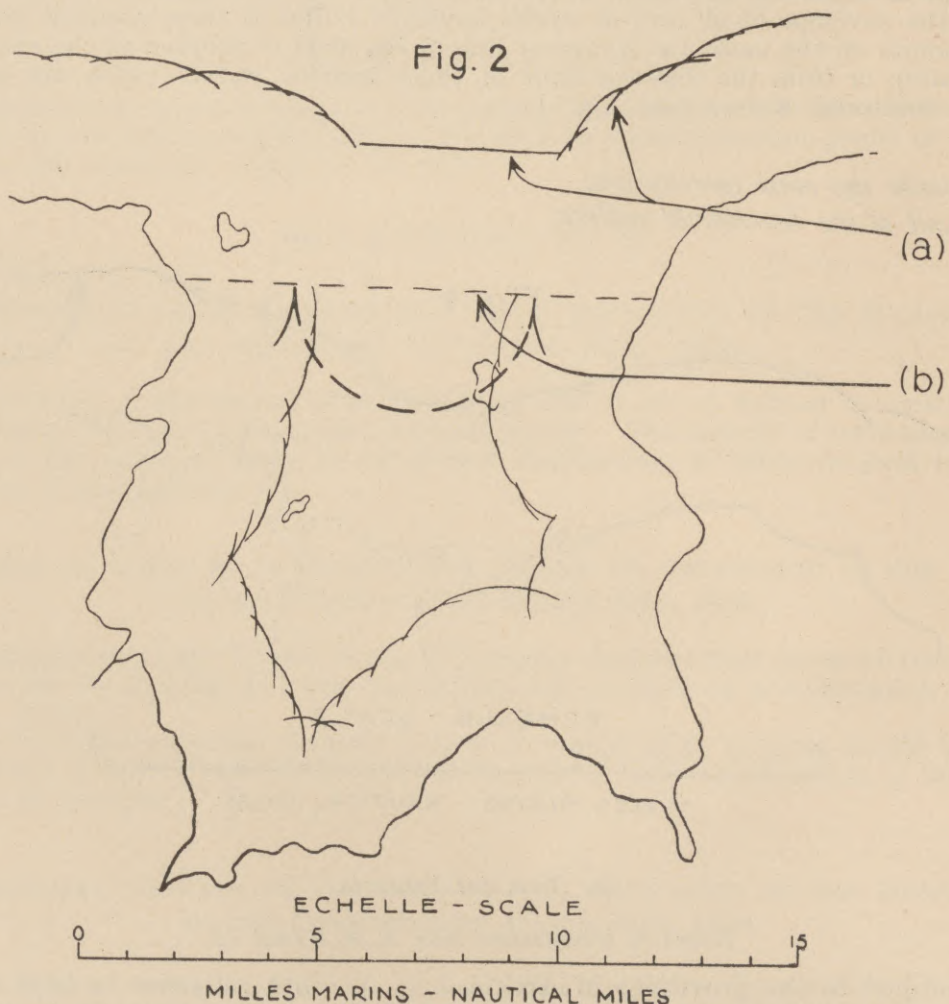 Fig. 2
(a)
(b)
ECHELLE - SCALE
0 5 10 15
MILLES MARINS - NAUTICAL MILES